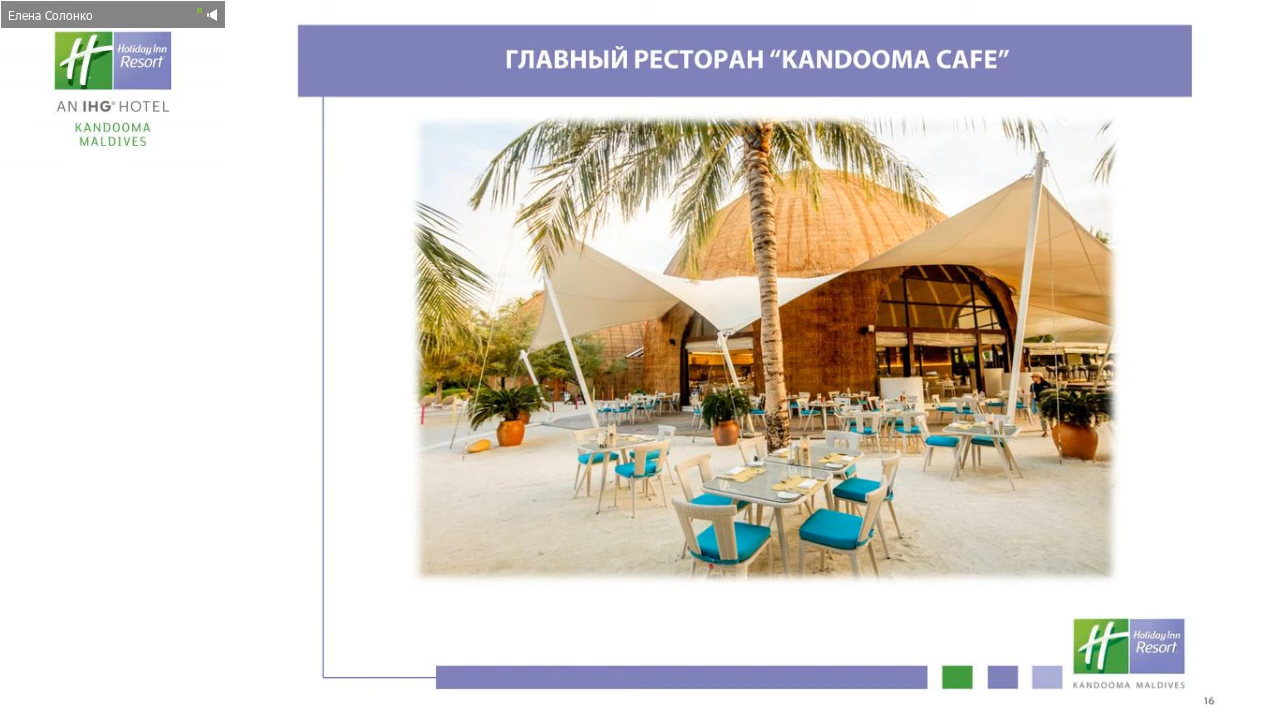 Елена Солонко
H
Holiday Inn
Resort
AN IHG® HOTEL
KANDOOMA
MALDIVES
ГЛАВНЫЙ РЕСТОРАН “KANDOOMA CAFE”
H
Holiday Inn
Resort
KANDOOMA MALDIVES
16